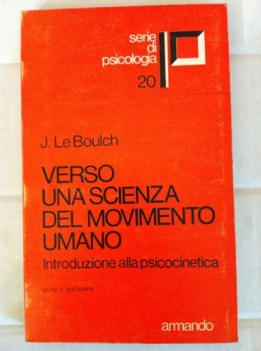 serie di
psicologia
20
J. Le Boulch
VERSO
UNA SCIENZA
DEL MOVIMENTO
UMANO
Introduzione alla psicocinetica
armando